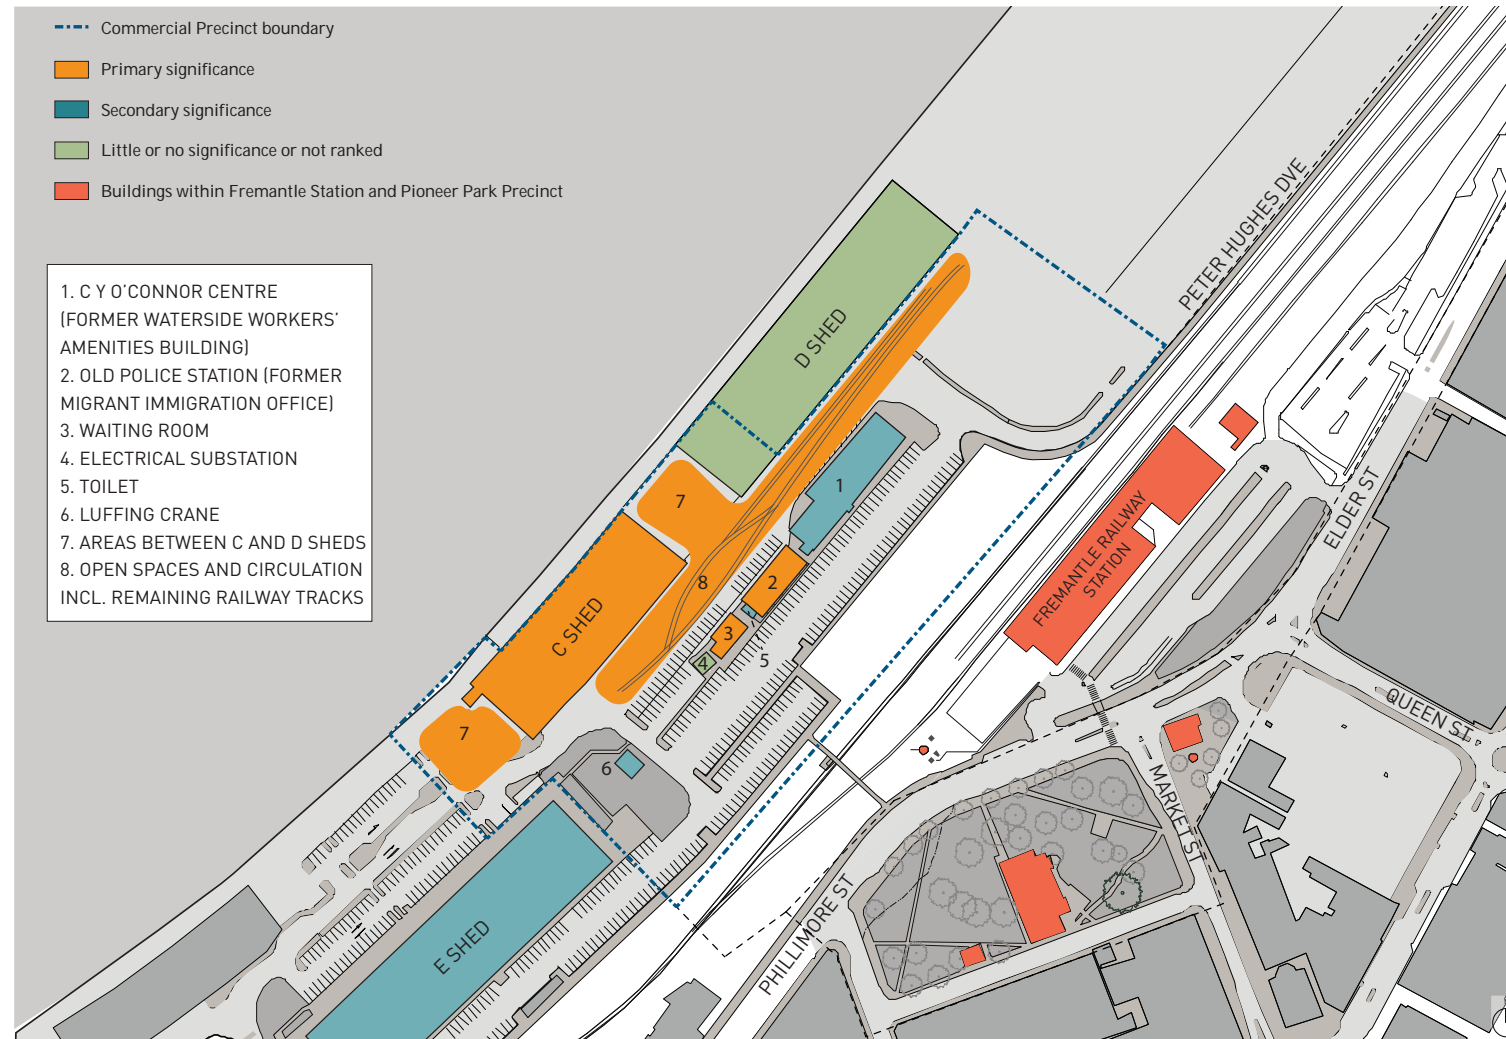 Commercial Precinct boundary
Primary significance
Secondary significance
Little or no significance or not ranked
Buildings within Fremantle Station and Pioneer Park Precinct
1. C Y O'CONNOR CENTRE
(FORMER WATERSIDE WORKERS'
AMENITIES BUILDING)
2. OLD POLICE STATION (FORMER
MIGRANT IMMIGRATION OFFICE)
3. WAITING ROOM
4. ELECTRICAL SUBSTATION
5. TOILET
6. LUFFING CRANE
7. AREAS BETWEEN C AND D SHEDS
8. OPEN SPACES AND CIRCULATION
INCL. REMAINING RAILWAY TRACKS
PETER HUGHES DVE
D SHED
7
1
8
2
3
4
5
C SHED
7
6
E SHED
FREMANTLE RAILWAY
STATION
ELDER ST
QUEEN ST
MARKET ST
PHILLIMORE ST